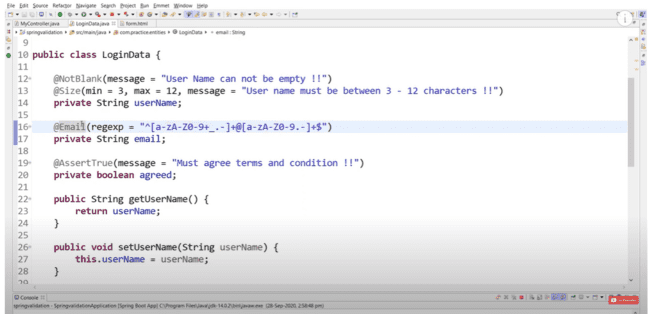 File Edit Source Refactor Navigate Search Project Run Emmet Window Help
MyController.java LoginData.java form.html
springvalidation src/main/java com.practice.entities LoginData email : String
9
10 public class LoginData {
11
12 @NotBlank(message = "User Name can not be empty !!")
13 @Size(min = 3, max = 12, message = "User name must be between 3 - 12 characters !!")
14 private String userName;
15
16 @Email(regexp = "^[a-zA-Z0-9+_.-]+@[a-zA-Z0-9.-]+$")
17 private String email;
18
19 @AssertTrue(message = "Must agree terms and condition !!")
20 private boolean agreed;
21
22 public String getUserName() {
23 return userName;
24 }
25
26 public void setUserName(String userName) {
27 this.userName = userName;
28 }
29
Console
springvalidation - SpringvalidationApplication [Spring Boot App] C:\Program Files\Java\jdk-14.0.2\bin\javaw.exe (28-Sep-2020, 2:58:48 pm)